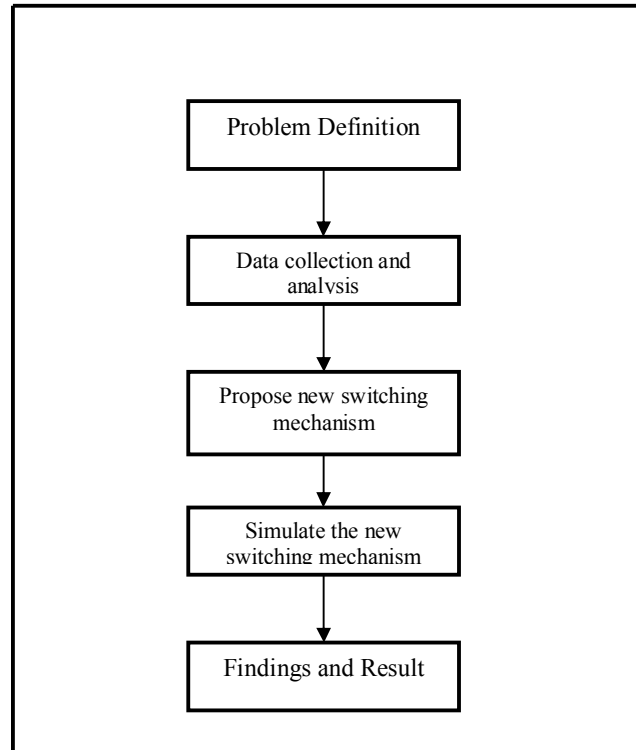 Problem Definition
Data collection and
analysis
Propose new switching
mechanism
Simulate the new
switching mechanism
Findings and Result